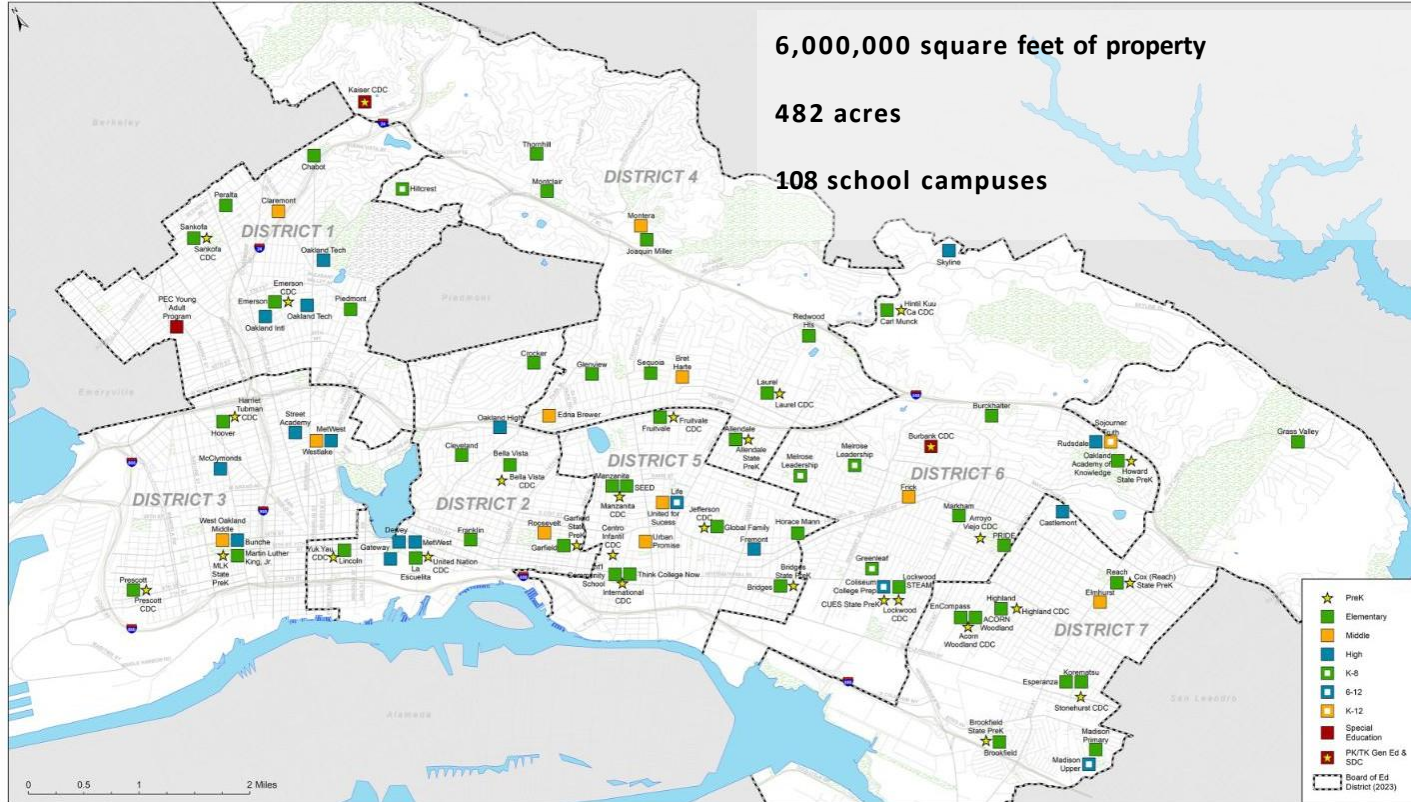 N
6,000,000 square feet of property
482 acres
108 school campuses
Kaiser CDC
Berkeley
Chabot
Thornhill
Montclair
DISTRICT 4
Hillcrest
Peralta
Claremont
Sankofa
Sankofa
CDC
DISTRICT 1
Oakland Tech
Montera
Joaquin Miller
Skyline
Emerson
CDC
Emerson
Oakland Tech
Oakland Intl
Piedmont
PEC Young
Adult
Program
Piedmont
Hintil Kuu
Ca CDC
Carl Munck
Redwood
Hts
Crocker
Glenview
Sequoia
Bret
Harte
Laurel
Laurel CDC
Emeryville
Harriet
Tubman
CDC
Hoover
Street
Academy
MetWest
Westlake
McClymonds
Oakland High
Edna Brewer
Fruitvale
Fruitvale
CDC
Allendale
Allendale
State
PreK
Burckhalter
Burbank CDC
Sojourner
Truth
Rudsdale
Oakland
Academy of
Knowledge
Howard
State PreK
Grass Valley
Cleveland
Bella Vista
Bella Vista
CDC
DISTRICT 5
Melrose
Leadership
Melrose
Leadership
DISTRICT 6
DISTRICT 3
DISTRICT 2
Manzanita
SEED
Manzanita
CDC
Life
United for
Sucess
Frick
Markham
Arroyo
Viejo CDC
PRIDE
Castlemont
West Oakland
Middle
Bunche
MLK
State
PreK
Martin Luther
King, Jr.
Prescott
Prescott
CDC
Yuk Yau
CDC
Lincoln
Dewey
Gateway
MetWest
La
Escuelita
United Nation
CDC
Franklin
Roosevelt
Garfield
State
PreK
Garfield
Centro
Infantil
CDC
Urban
Promise
Jefferson
CDC
Global Family
Fremont
Horace Mann
Int'l
Community
School
Think College Now
International
CDC
Bridges
State PreK
Bridges
Greenleaf
Coliseum
College Prep
Lockwood
STEAM
CUES State PreK
Lockwood
CDC
EnCompass
ACORN
Woodland
Acorn
Woodland CDC
Highland
Highland CDC
Reach
Cox (Reach)
State PreK
Elmhurst
DISTRICT 7
Korematsu
Esperanza
Stonehurst CDC
Brookfield
State PreK
Brookfield
Madison
Primary
Madison
Upper
Alameda
San Leandro
0 0.5 1 2 Miles
PreK
Elementary
Middle
High
K-8
6-12
K-12
Special
Education
PK/TK Gen Ed &
SDC
Board of Ed
District (2023)